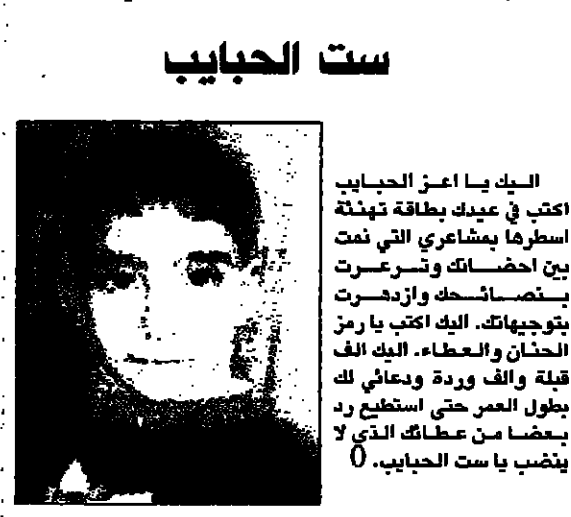 ست الحبايب
اليك يا اعز الحبايب
اكتب في عيدك بطاقة تهنئة
اسطرها بمشاعري التي نمت
بين احضانك وترعرت
بنصائحك وازدهرت
بتوجيهاتك. اليك اكتب يا رمز
الحنان والعطاء. اليك الف
قبلة والف وردة ودعائي لك
بطول العمر حتى استطيع رد
بعضا من عطائك الذي لا
ينضب يا ست الحبايب. ()